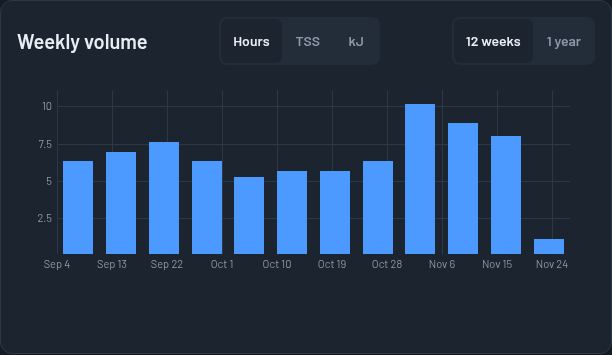 Weekly volume
Hours TSS kJ
12 weeks 1 year
10
7.5
5
2.5
Sep 4 Sep 13 Sep 22 Oct 1 Oct 10 Oct 19 Oct 28 Nov 6 Nov 15 Nov 24